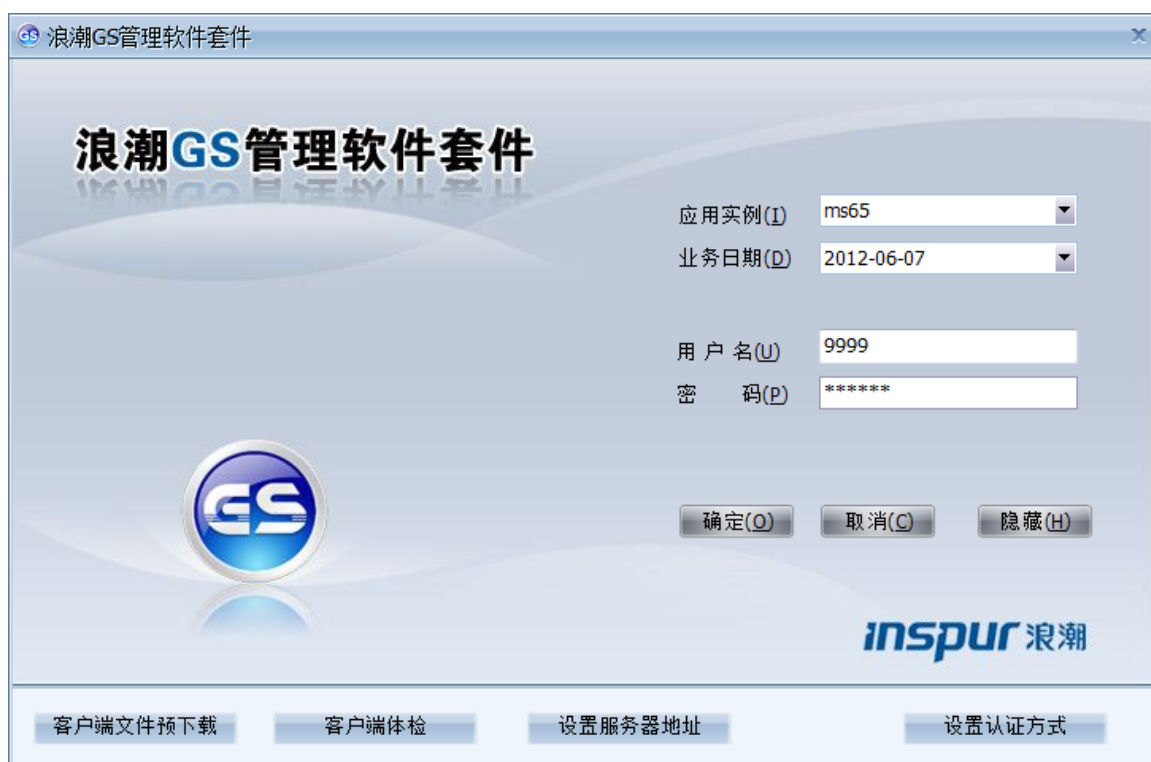 浪潮GS管理软件套件
浪潮GS管理软件套件
应用实例(I) ms65
业务日期(D) 2012-06-07
用 户 名(U) 9999
密 码(P) ******
GS
确定(O) 取消(C) 隐藏(H)
inspur 浪潮
客户端文件预下载 客户端体检 设置服务器地址 设置认证方式